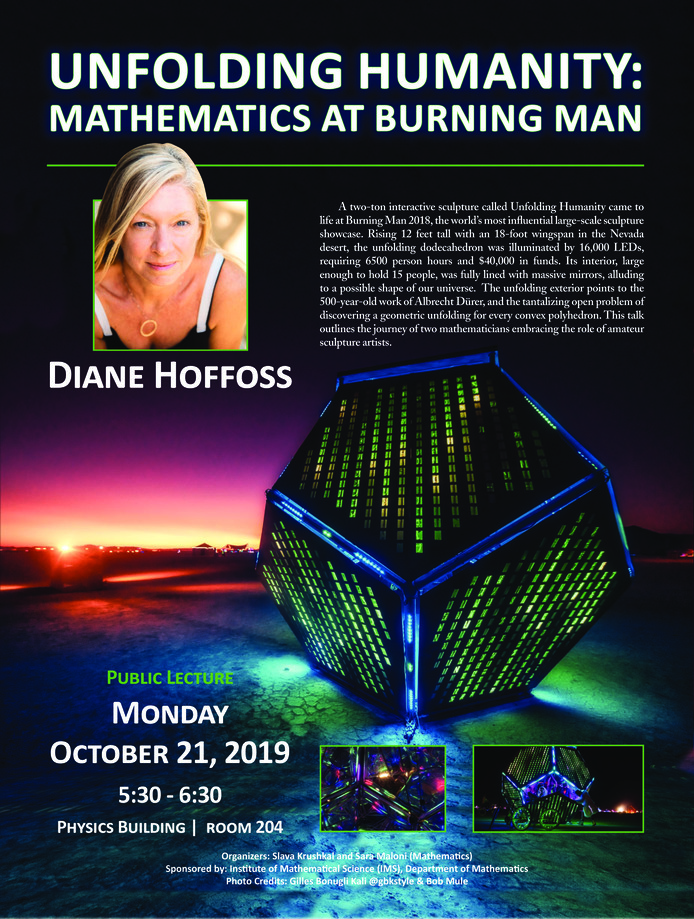 UNFOLDING HUMANITY:
MATHEMATICS AT BURNING MAN
A two-ton interactive sculpture called Unfolding Humanity came to
life at Burning Man 2018, the world's most influential large-scale sculpture
showcase. Rising 12 feet tall with an 18-foot wingspan in the Nevada
desert, the unfolding dodecahedron was illuminated by 16,000 LEDs,
requiring 6500 person hours and $40,000 in funds. Its interior, large
enough to hold 15 people, was fully lined with massive mirrors, alluding
to a possible shape of our universe. The unfolding exterior points to the
500-year-old work of Albrecht Dürer, and the tantalizing open problem of
discovering a geometric unfolding for every convex polyhedron. This talk
outlines the journey of two mathematicians embracing the role of amateur
sculpture artists.
DIANE HOFFOSS
PUBLIC LECTURE
MONDAY
OCTOBER 21, 2019
5:30 - 6:30
PHYSICS BUILDING | ROOM 204
Organizers: Slava Krushkal and Sara Maloni (Mathematics)
Sponsored by: Institute of Mathematical Science (IMS), Department of Mathematics
Photo Credits: Gilles Bonugli Kali @gbkstyle & Bob Mule